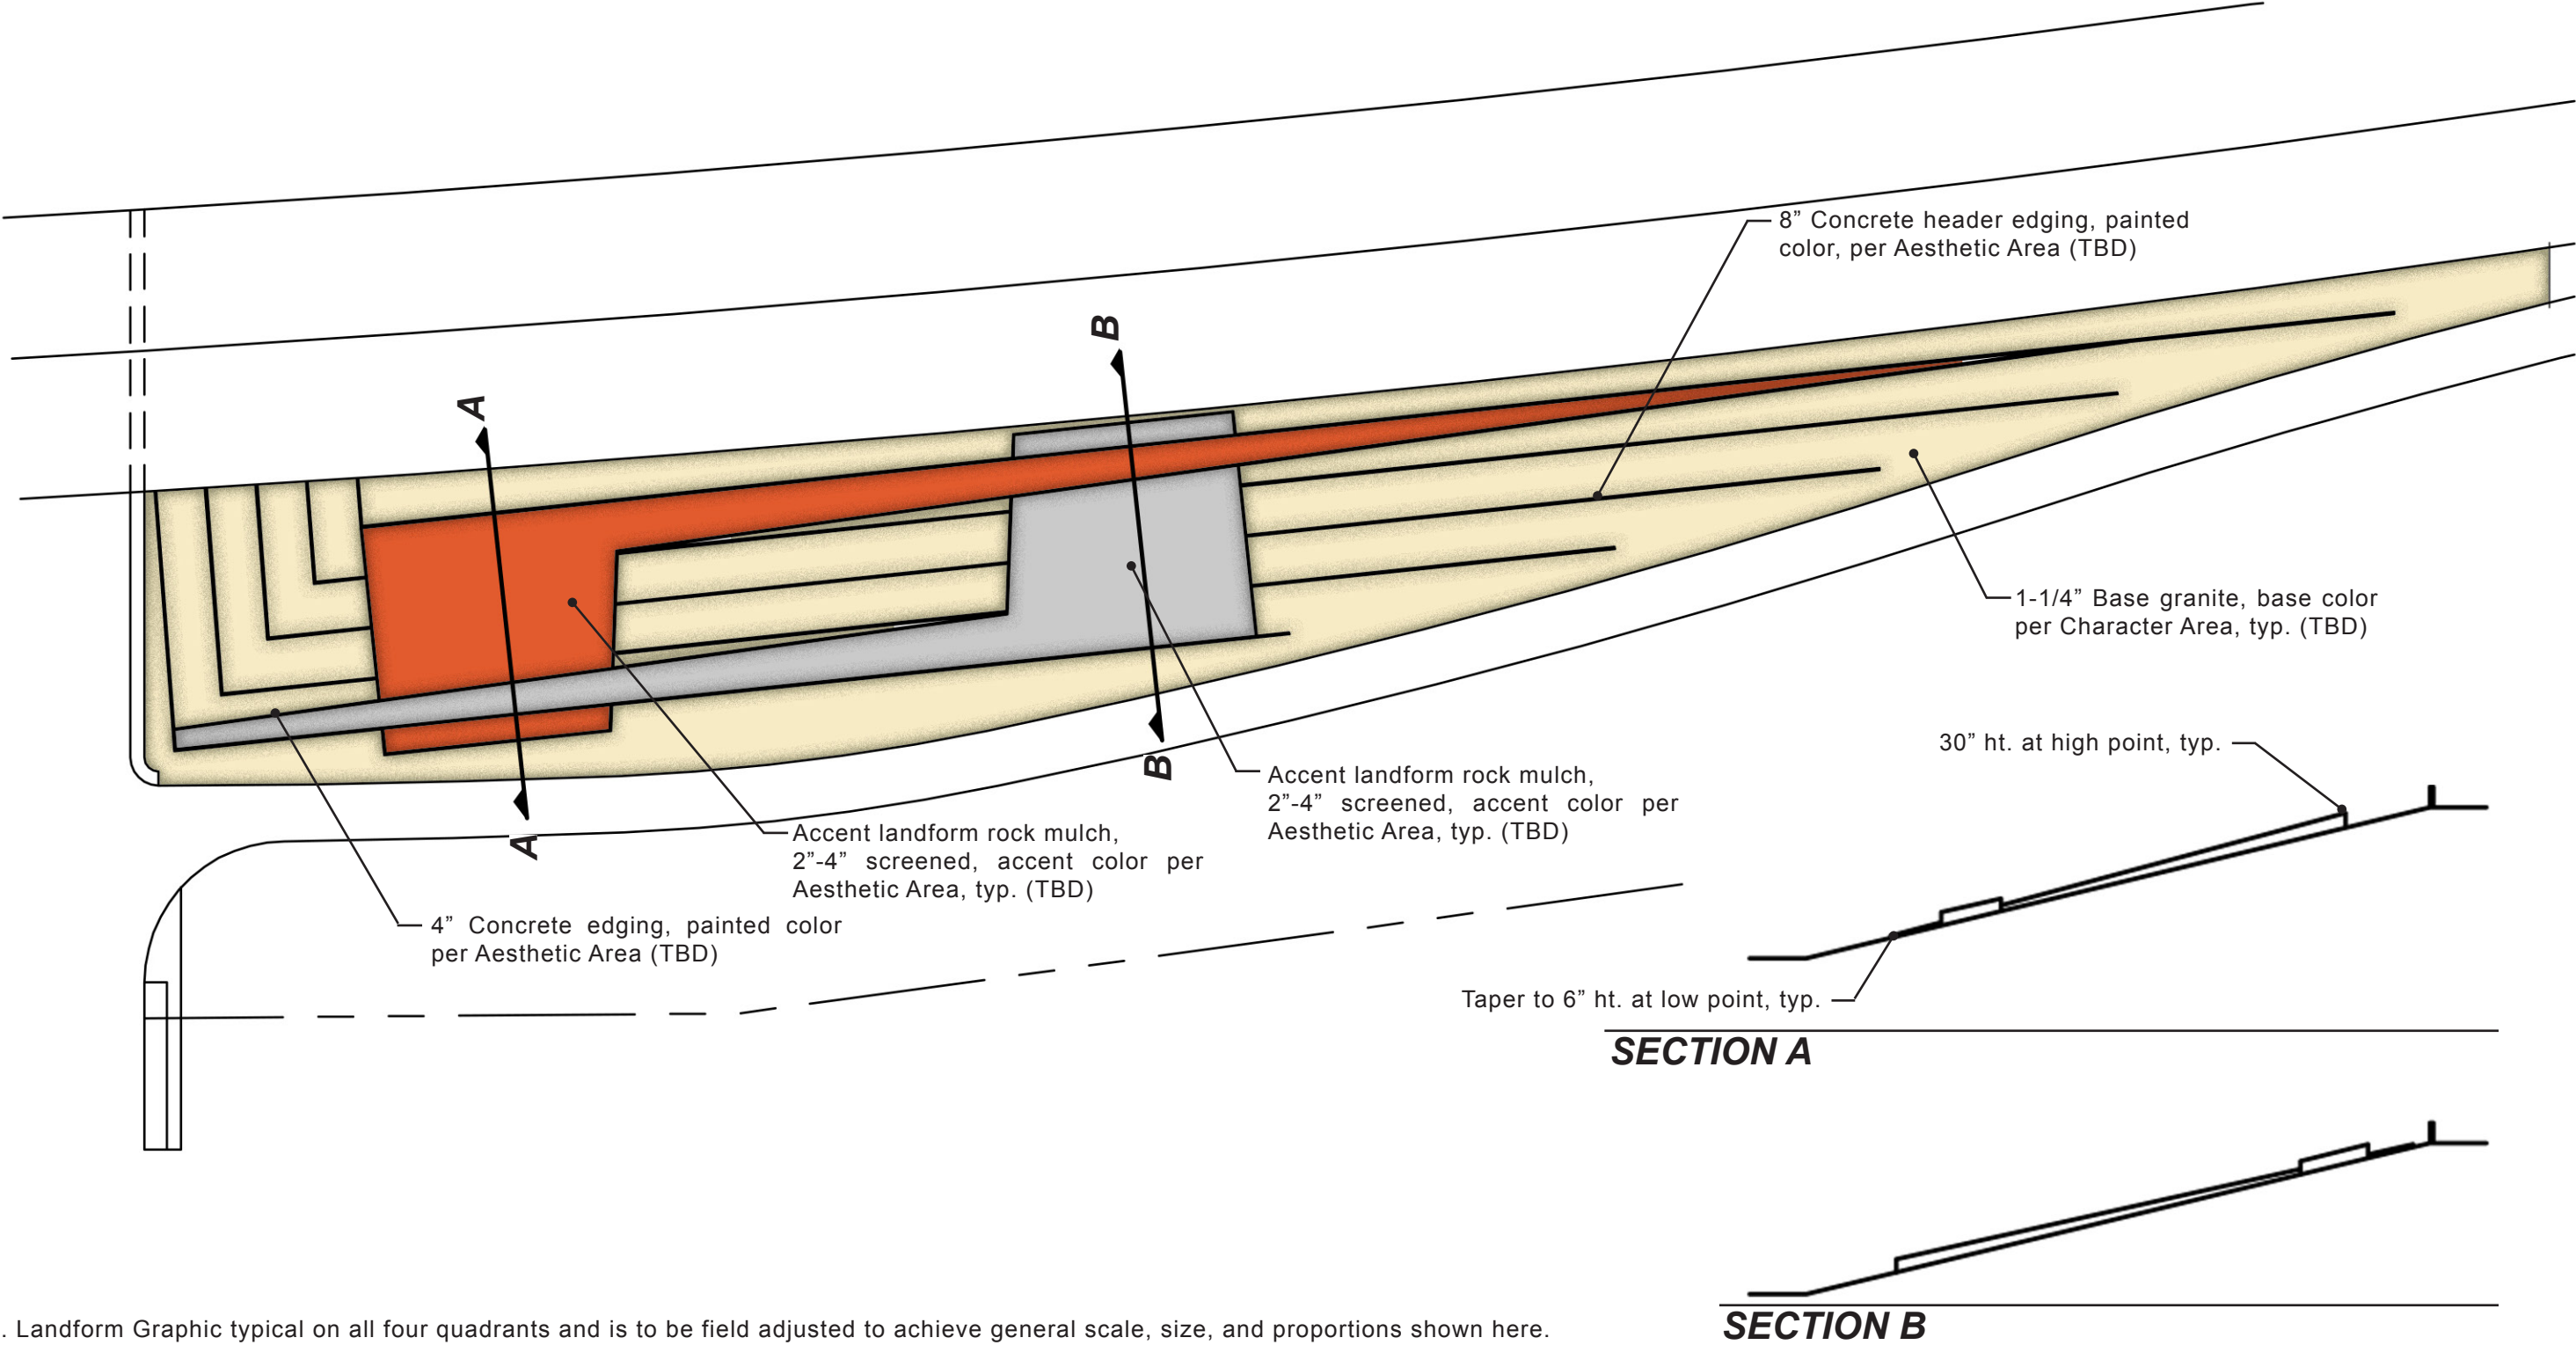 8” Concrete header edging, painted
color, per Aesthetic Area (TBD)
B
A
1-1/4” Base granite, base color
per Character Area, typ. (TBD)
30” ht. at high point, typ.
B
Accent landform rock mulch,
2”-4” screened, accent color per
Aesthetic Area, typ. (TBD)
A
Accent landform rock mulch,
2”-4” screened, accent color per
Aesthetic Area, typ. (TBD)
4” Concrete edging, painted color
per Aesthetic Area (TBD)
Taper to 6” ht. at low point, typ.
SECTION A
SECTION B
. Landform Graphic typical on all four quadrants and is to be field adjusted to achieve general scale, size, and proportions shown here.